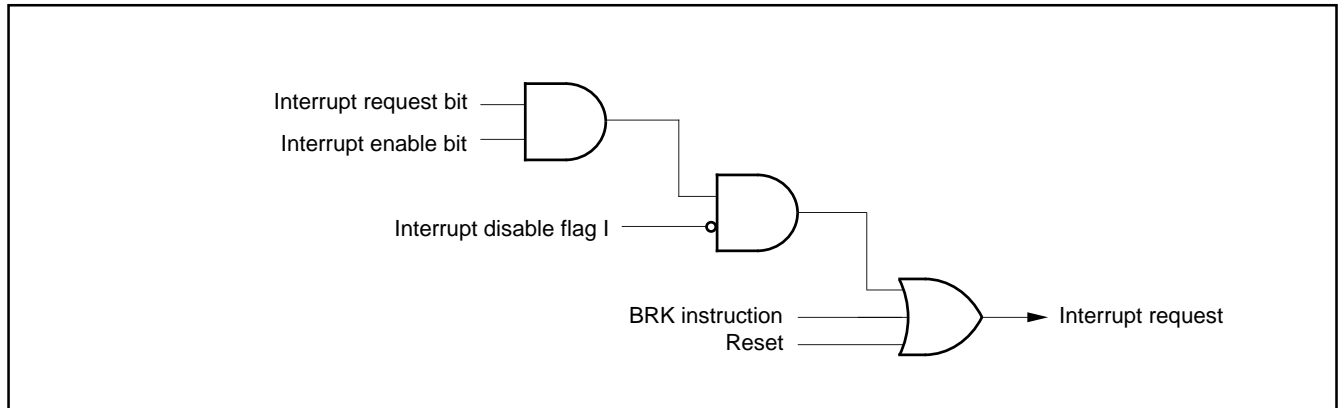 Interrupt request bit
Interrupt enable bit
Interrupt disable flag I
BRK instruction
Reset
Interrupt request